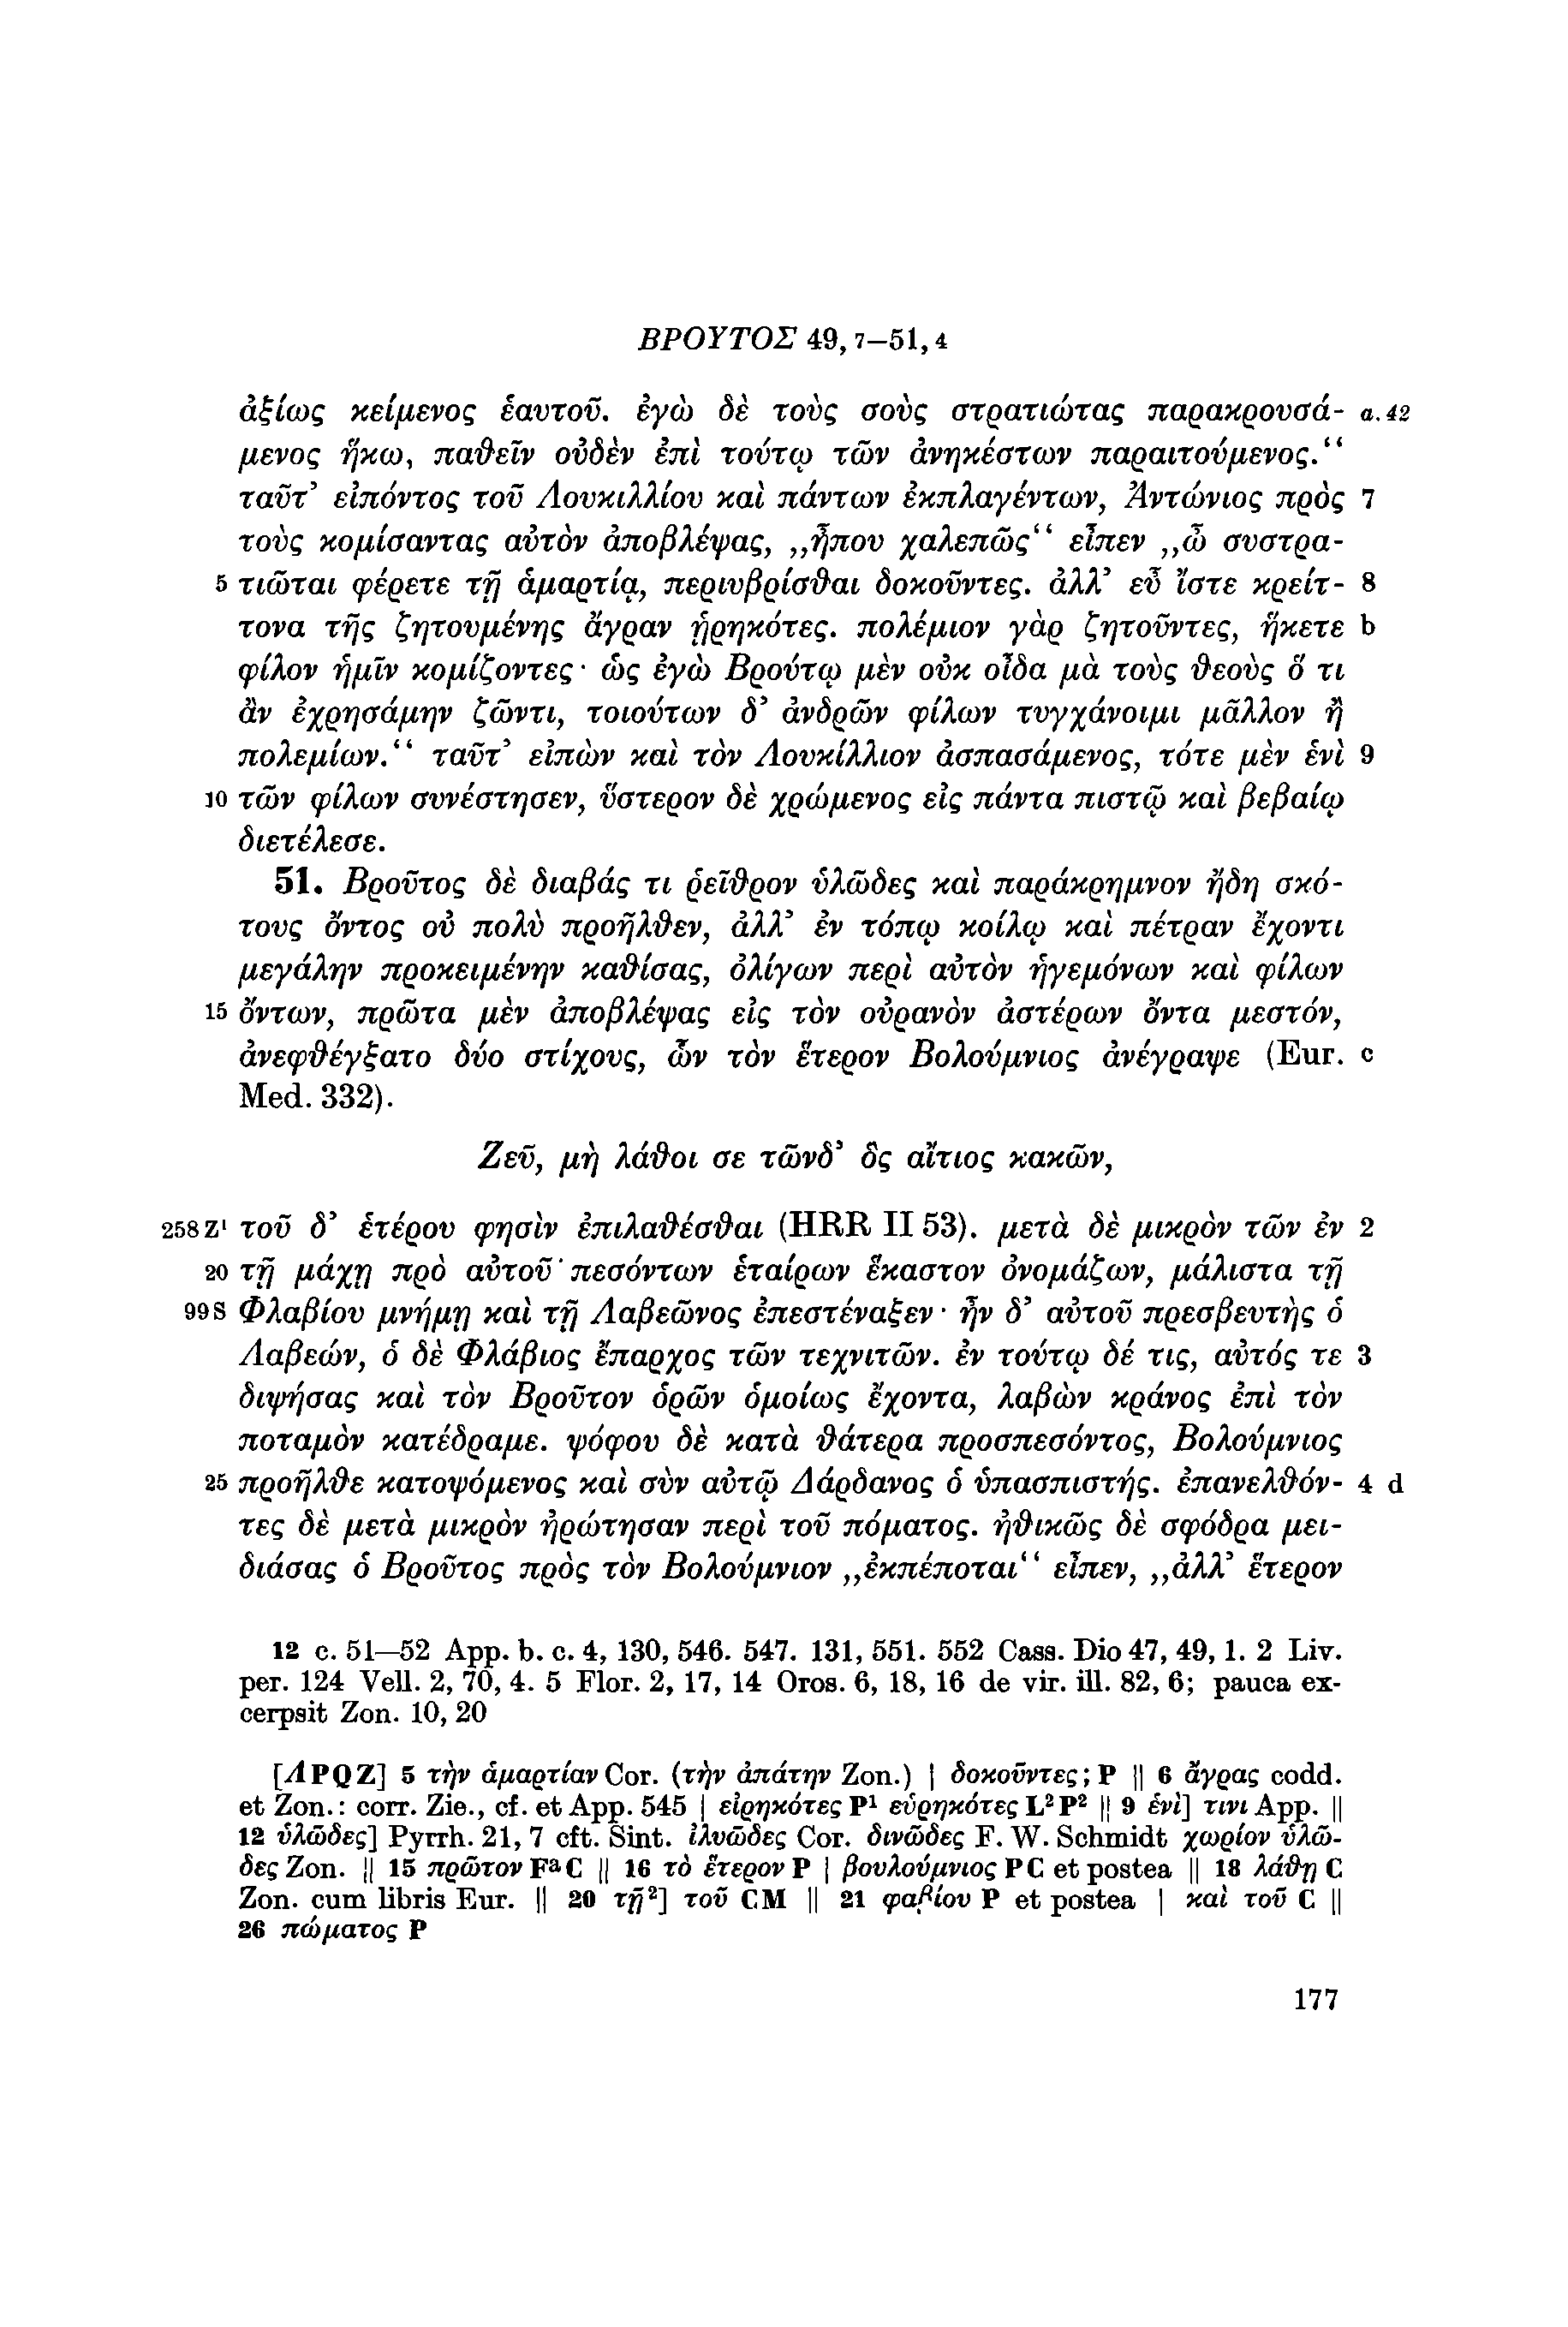 ΒΡΟΥΤΟΣ 49, 7–51, 4
ἀξίως κείμενος ἑαυτοῦ. ἐγὼ δὲ τοὺς σοὺς στρατιώτας παρακρουσά- a. 42
μενος ἥκω, παθεῖν οὐδὲν ἐπὶ τούτῳ τῶν ἀνηκέστων παραιτούμενος.“
ταῦτ’ εἰπόντος τοῦ Λουκιλλίου καὶ πάντων ἐκπλαγέντων, Ἀντώνιος πρὸς 7
τοὺς κομίσαντας αὐτὸν ἀποβλέψας, „ἦπου χαλεπῶς“ εἶπεν „ὦ συστρα-
5 τιῶται φέρετε τῇ ἁμαρτίᾳ, περιυβρίσθαι δοκοῦντες. ἀλλ’ εὖ ἴστε κρείτ- 8
τονα τῆς ζητουμένης ἄγραν ᾑρηκότες. πολέμιον γὰρ ζητοῦντες, ἥκετε b
φίλον ἡμῖν κομίζοντες· ὡς ἐγὼ Βρούτῳ μὲν οὐκ οἶδα μὰ τοὺς θεοὺς ὅ τι
ἂν ἐχρησάμην ζῶντι, τοιούτων δ’ ἀνδρῶν φίλων τυγχάνοιμι μᾶλλον ἢ
πολεμίων.“ ταῦτ’ εἰπὼν καὶ τὸν Λουκίλλιον ἀσπασάμενος, τότε μὲν ἑνὶ 9
10 τῶν φίλων συνέστησεν, ὕστερον δὲ χρώμενος εἰς πάντα πιστῷ καὶ βεβαίῳ
διετέλεσε.
51. Βροῦτος δὲ διαβάς τι ῥεῖθρον ὑλῶδες καὶ παράκρημνον ἤδη σκό-
τους ὄντος οὐ πολὺ προῆλθεν, ἀλλ’ ἐν τόπῳ κοίλῳ καὶ πέτραν ἔχοντι
μεγάλην προκειμένην καθίσας, ὀλίγων περὶ αὐτὸν ἡγεμόνων καὶ φίλων
15 ὄντων, πρῶτα μὲν ἀποβλέψας εἰς τὸν οὐρανὸν ἀστέρων ὄντα μεστόν,
ἀνεφθέγξατο δύο στίχους, ὧν τὸν ἕτερον Βολούμνιος ἀνέγραψε (Eur. c
Med. 332).
Ζεῦ, μὴ λάθοι σε τῶνδ’ ὃς αἴτιος κακῶν,
258 Z¹ τοῦ δ’ ἑτέρου φησὶν ἐπιλαθέσθαι (HRR II 53). μετὰ δὲ μικρὸν τῶν ἐν 2
20 τῇ μάχῃ πρὸ αὐτοῦ πεσόντων ἑταίρων ἕκαστον ὀνομάζων, μάλιστα τῇ
99 S Φλαβίου μνήμῃ καὶ τῇ Λαβεῶνος ἐπεστέναξεν· ἦν δ’ αὐτοῦ πρεσβευτὴς ὁ
Λαβεών, ὁ δὲ Φλάβιος ἔπαρχος τῶν τεχνιτῶν. ἐν τούτῳ δέ τις, αὐτός τε 3
διψήσας καὶ τὸν Βροῦτον ὁρῶν ὁμοίως ἔχοντα, λαβὼν κράνος ἐπὶ τὸν
ποταμὸν κατέδραμε. ψόφου δὲ κατὰ θάτερα προσπεσόντος, Βολούμνιος
25 προῆλθε κατοψόμενος καὶ σὺν αὐτῷ Δάρδανος ὁ ὑπασπιστής. ἐπανελθόν- 4 d
τες δὲ μετὰ μικρὸν ἠρώτησαν περὶ τοῦ πόματος. ἠθικῶς δὲ σφόδρα μει-
διάσας ὁ Βροῦτος πρὸς τὸν Βολούμνιον „ἐκπέποται“ εἶπεν, „ἀλλ’ ἕτερον
12 c. 51—52 App. b. c. 4, 130, 546. 547. 131, 551. 552 Cass. Dio 47, 49, 1. 2 Liv.
per. 124 Vell. 2, 70, 4. 5 Flor. 2, 17, 14 Oros. 6, 18, 16 de vir. ill. 82, 6; pauca ex-
cerpsit Zon. 10, 20
[ΛPQZ] 5 τὴν ἁμαρτίαν Cor. (τὴν ἀπάτην Zon.) | δοκοῦντες; P || 6 ἄγρας codd.
et Zon.: corr. Zie., cf. et App. 545 | εἰρηκότες P¹ εὑρηκότες L²P² || 9 ἑνὶ] τινι App. ||
12 ὑλῶδες] Pyrrh. 21, 7 cft. Sint. ἰλυῶδες Cor. δινῶδες F. W. Schmidt χωρίον ὑλῶ-
δες Zon. || 15 πρῶτον FᵃC || 16 τὸ ἕτερον P | βουλούμνιος PC et postea || 18 λάθῃ C
Zon. cum libris Eur. || 20 τῇ²] τοῦ CM || 21 φαβίου P et postea | καὶ τοῦ C ||
26 πώματος P
177